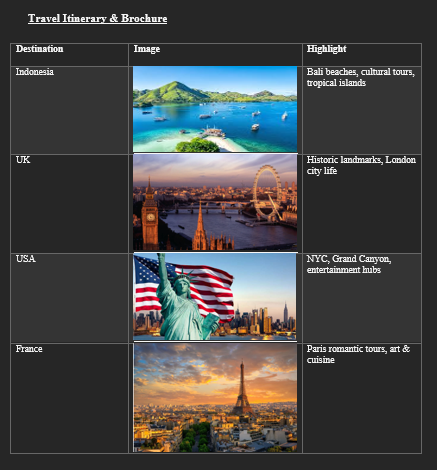 Travel Itinerary & Brochure
Destination Image Highlight
Indonesia Bali beaches, cultural tours,
tropical islands
UK Historic landmarks, London
city life
USA NYC, Grand Canyon,
entertainment hubs
France Paris romantic tours, art &
cuisine